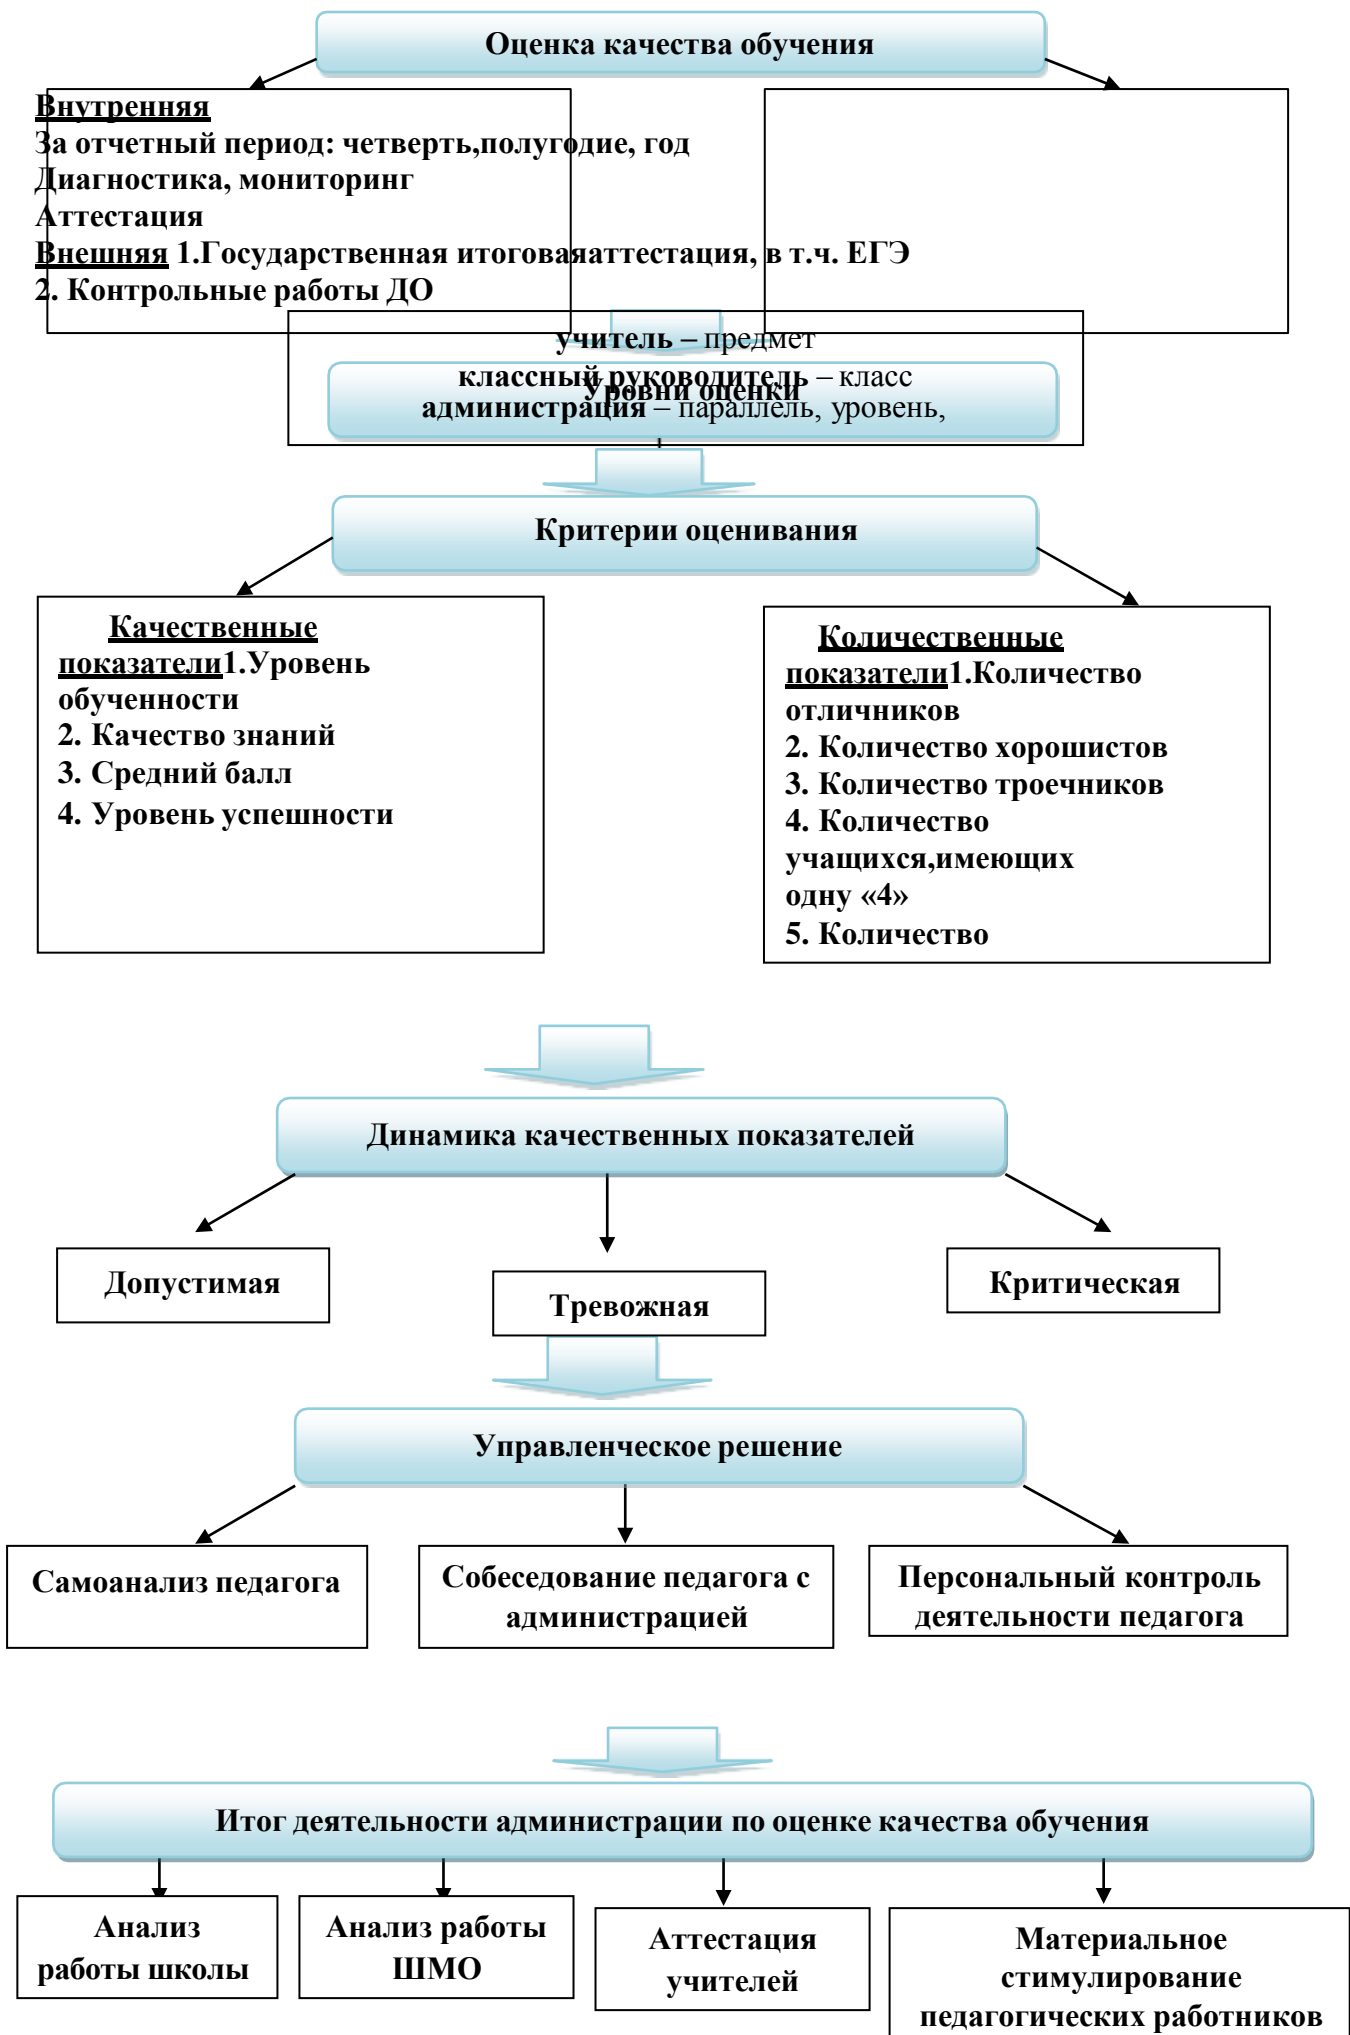 Оценка качества обучения
Внутренняя
За отчетный период: четверть,полугодие, год
Диагностика, мониторинг
Аттестация
Внешняя 1.Государственная итоговаяаттестация, в т.ч. ЕГЭ
2. Контрольные работы ДО
учитель – предмет
классный руководитель – класс
Уровни оценки
администрация – параллель, уровень,
Критерии оценивания
Качественные
показатели1.Уровень
обученности
2. Качество знаний
3. Средний балл
4. Уровень успешности
Количественные
показатели1.Количество
отличников
2. Количество хорошистов
3. Количество троечников
4. Количество
учащихся,имеющих
одну «4»
5. Количество
Динамика качественных показателей
Допустимая
Тревожная
Критическая
Управленческое решение
Самоанализ педагога
Собеседование педагога с
администрацией
Персональный контроль
деятельности педагога
Итог деятельности администрации по оценке качества обучения
Анализ
работы школы
Анализ работы
ШМО
Аттестация
учителей
Материальное
стимулирование
педагогических работников